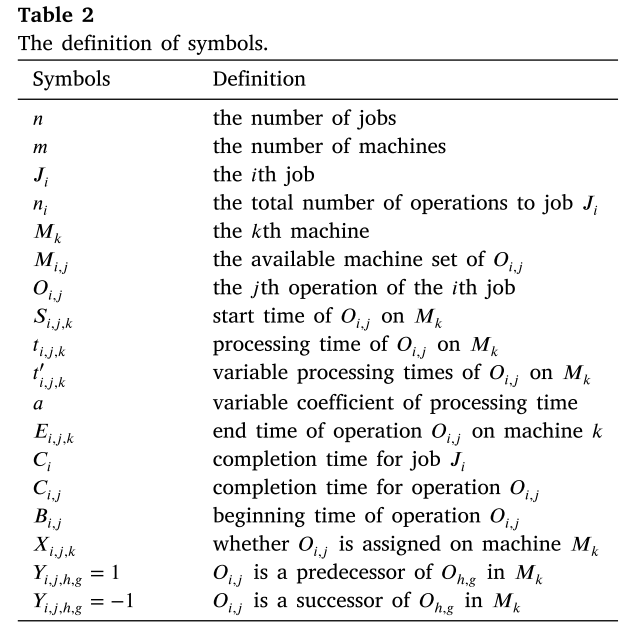 Table 2
The definition of symbols.
Symbols Definition
n the number of jobs
m the number of machines
J_i the ith job
n_i the total number of operations to job J_i
M_k the kth machine
M_{i,j} the available machine set of O_{i,j}
O_{i,j} the jth operation of the ith job
S_{i,j,k} start time of O_{i,j} on M_k
t_{i,j,k} processing time of O_{i,j} on M_k
t'_{i,j,k} variable processing times of O_{i,j} on M_k
a variable coefficient of processing time
E_{i,j,k} end time of operation O_{i,j} on machine k
C_i completion time for job J_i
C_{i,j} completion time for operation O_{i,j}
B_{i,j} beginning time of operation O_{i,j}
X_{i,j,k} whether O_{i,j} is assigned on machine M_k
Y_{i,j,h,g} = 1 O_{i,j} is a predecessor of O_{h,g} in M_k
Y_{i,j,h,g} = −1 O_{i,j} is a successor of O_{h,g} in M_k